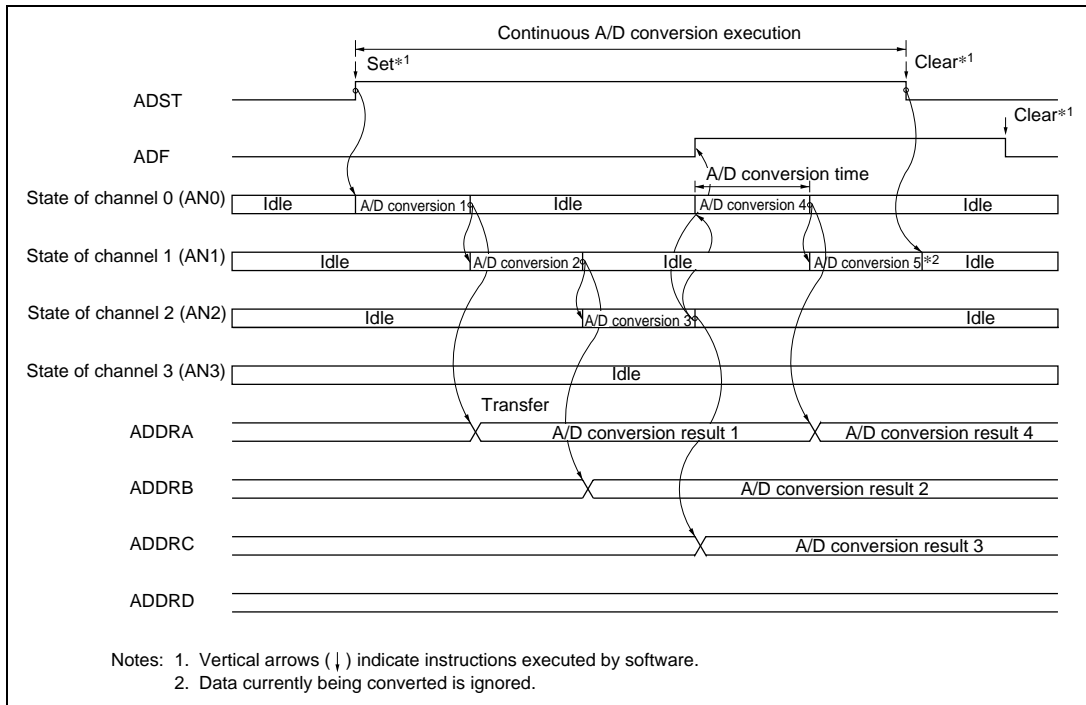 Continuous A/D conversion execution
Set*1
Clear*1
ADST
Clear*1
ADF
A/D conversion time
State of channel 0 (AN0)
Idle
A/D conversion 1
Idle
A/D conversion 4
Idle
State of channel 1 (AN1)
Idle
A/D conversion 2
Idle
A/D conversion 5
*2
Idle
State of channel 2 (AN2)
Idle
A/D conversion 3
Idle
State of channel 3 (AN3)
Idle
Transfer
ADDRA
A/D conversion result 1
A/D conversion result 4
ADDRB
A/D conversion result 2
ADDRC
A/D conversion result 3
ADDRD
Notes: 1. Vertical arrows (↓) indicate instructions executed by software.
2. Data currently being converted is ignored.